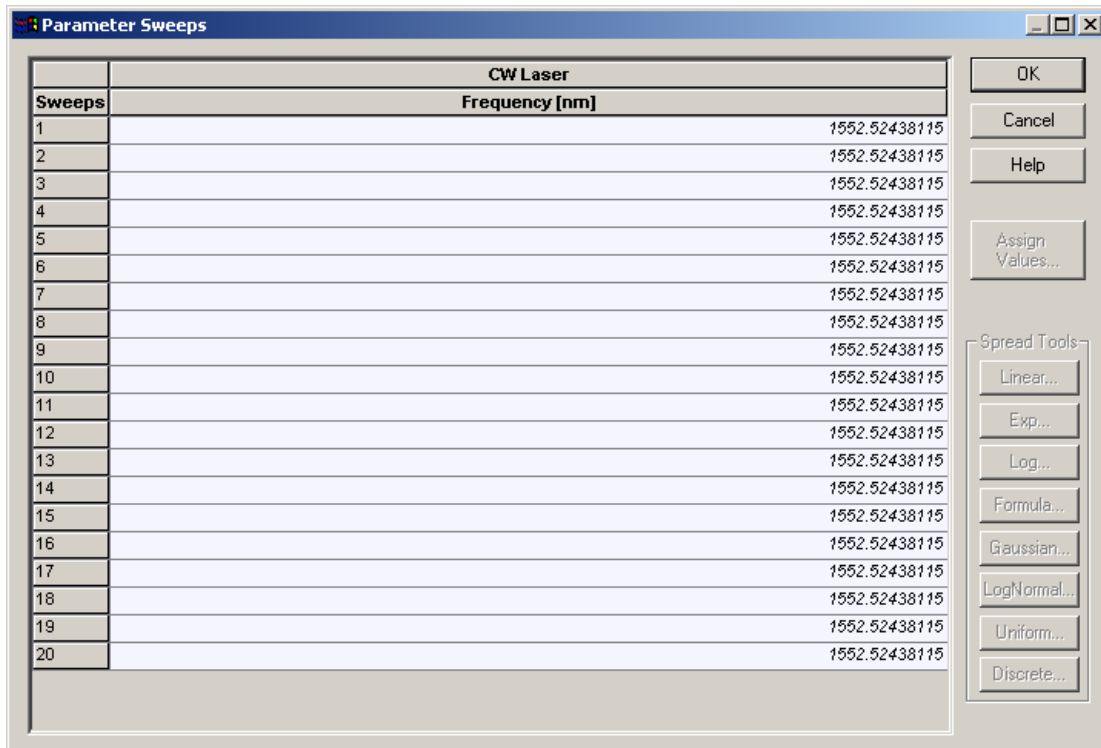 Parameter Sweeps
CW Laser
Sweeps Frequency [nm]
1 1552.52438115
2 1552.52438115
3 1552.52438115
4 1552.52438115
5 1552.52438115
6 1552.52438115
7 1552.52438115
8 1552.52438115
9 1552.52438115
10 1552.52438115
11 1552.52438115
12 1552.52438115
13 1552.52438115
14 1552.52438115
15 1552.52438115
16 1552.52438115
17 1552.52438115
18 1552.52438115
19 1552.52438115
20 1552.52438115
OK
Cancel
Help
Assign
Values...
Spread Tools
Linear...
Exp...
Log...
Formula...
Gaussian...
LogNormal...
Uniform...
Discrete...